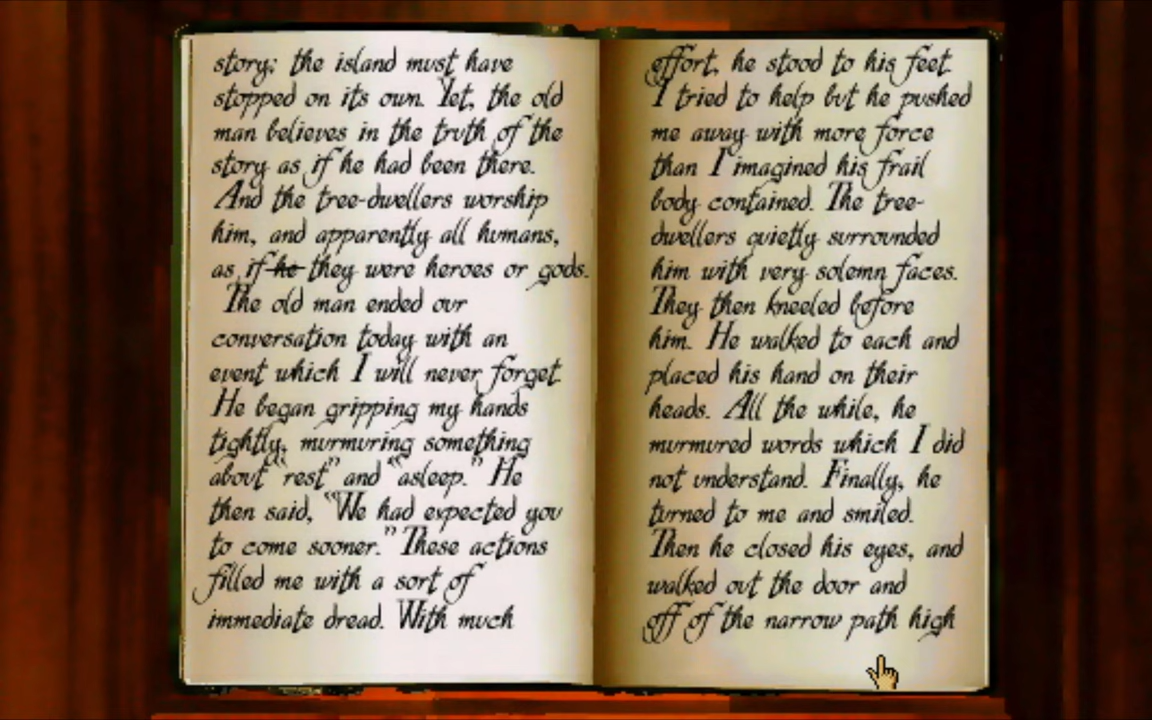 story; the island must have
stopped on its own. Yet, the old
man believes in the truth of the
story as if he had been there.
And the tree-dwellers worship
him, and apparently all humans,
as if he they were heroes or gods.
The old man ended our
conversation today with an
event which I will never forget.
He began gripping my hands
tightly, murmuring something
about "rest" and "asleep." He
then said, "We had expected you
to come sooner." These actions
filled me with a sort of
immediate dread. With much
effort, he stood to his feet.
I tried to help but he pushed
me away with more force
than I imagined his frail
body contained. The tree-
dwellers quietly surrounded
him with very solemn faces.
They then kneeled before
him. He walked to each and
placed his hand on their
heads. All the while, he
murmured words which I did
not understand. Finally, he
turned to me and smiled.
Then he closed his eyes, and
walked out the door and
off of the narrow path high